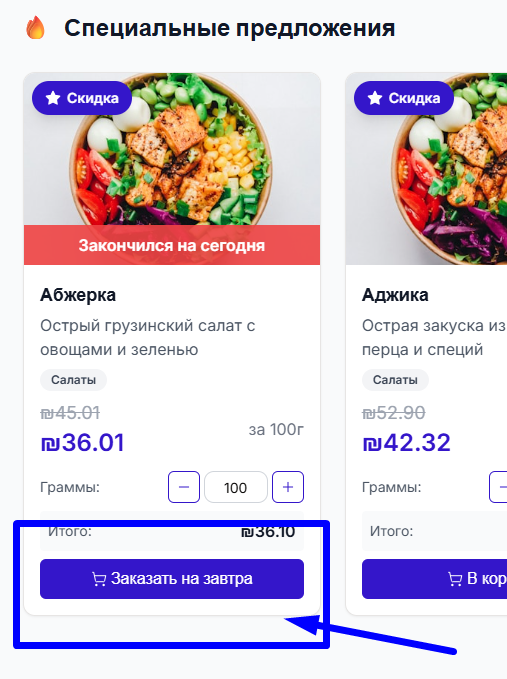 Специальные предложения
Скидка
Закончился на сегодня
Абжерка
Острый грузинский салат с
овощами и зеленью
Салаты
₪45.01
₪36.01
за 100г
Граммы:
100
Итого:
₪36.10
Заказать на завтра
Скидка
Аджика
Острая закуска из
перца и специй
Салаты
₪52.90
₪42.32
Граммы:
Итого:
В кор